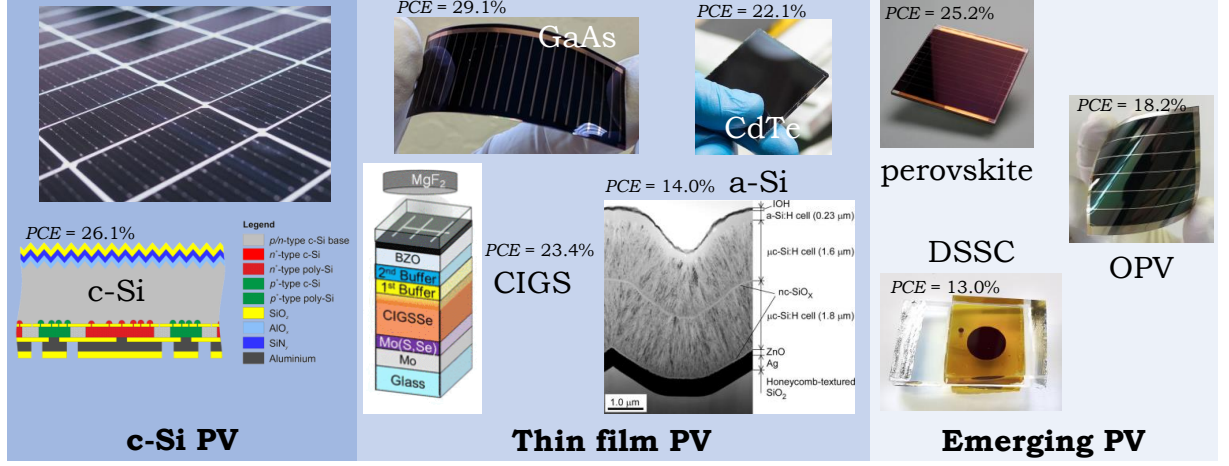 PCE = 26.1%
c-Si
Legend
p/n-type c-Si base
n⁺-type c-Si
n⁺-type poly-Si
p⁺-type c-Si
p⁺-type poly-Si
SiOₓ
AlOₓ
SiNₓ
Aluminium
c-Si PV
PCE = 29.1%
GaAs
PCE = 22.1%
CdTe
MgF₂
BZO
2ⁿᵈ Buffer
1ˢᵗ Buffer
CIGSSe
Mo(S,Se)
Mo
Glass
PCE = 23.4%
CIGS
PCE = 14.0%
a-Si
IOH
a-Si:H cell (0.23 µm)
µc-Si:H cell (1.6 µm)
nc-SiOₓ
µc-Si:H cell (1.8 µm)
ZnO
Ag
Honeycomb-textured
SiO₂
1.0 µm
Thin film PV
PCE = 25.2%
perovskite
PCE = 18.2%
OPV
DSSC
PCE = 13.0%
Emerging PV